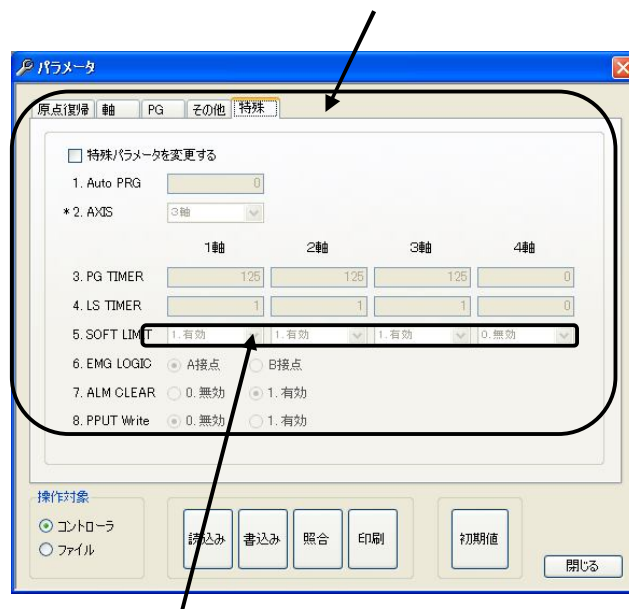 パラメータ
原点復帰 軸 PG その他 特殊
特殊パラメータを変更する
1. Auto PRG 0
*2. AXIS 3軸
1軸 2軸 3軸 4軸
3. PG TIMER 125 125 125 0
4. LS TIMER 1 1 1 0
5. SOFT LIMIT 1.有効 1.有効 1.有効 0.無効
6. EMG LOGIC A接点 B接点
7. ALM CLEAR 0.無効 1.有効
8. PPUT Write 0.無効 1.有効
操作対象
コントローラ
ファイル
読込み 書込み 照合 印刷 初期値
閉じる